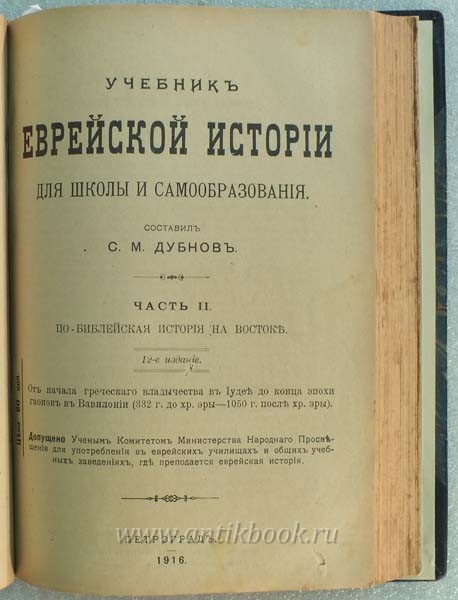 УЧЕБНИКЪ
ЕВРЕЙСКОЙ ИСТОРІИ
ДЛЯ ШКОЛЫ И САМООБРАЗОВАНІЯ.
СОСТАВИЛЪ
С. М. ДУБНОВЪ.
ЧАСТЬ II.
ПО-БИБЛЕЙСКАЯ ИСТОРІЯ НА ВОСТОКѢ.
12-е изданіе.
Отъ начала греческаго владычества въ Іудеѣ до конца эпохи
гаоновъ въ Вавилоніи (332 г. до хр. эры—1050 г. послѣ хр. эры).
Цѣна 60 коп
Допущено Ученымъ Комитетомъ Министерства Народнаго Просвѣ-
щенія для употребленія въ еврейскихъ училищахъ и общихъ учеб-
ныхъ заведеніяхъ, гдѣ преподается еврейская исторія.
www.antikbook.ru
ПЕТРОГРАДЪ.
1916.